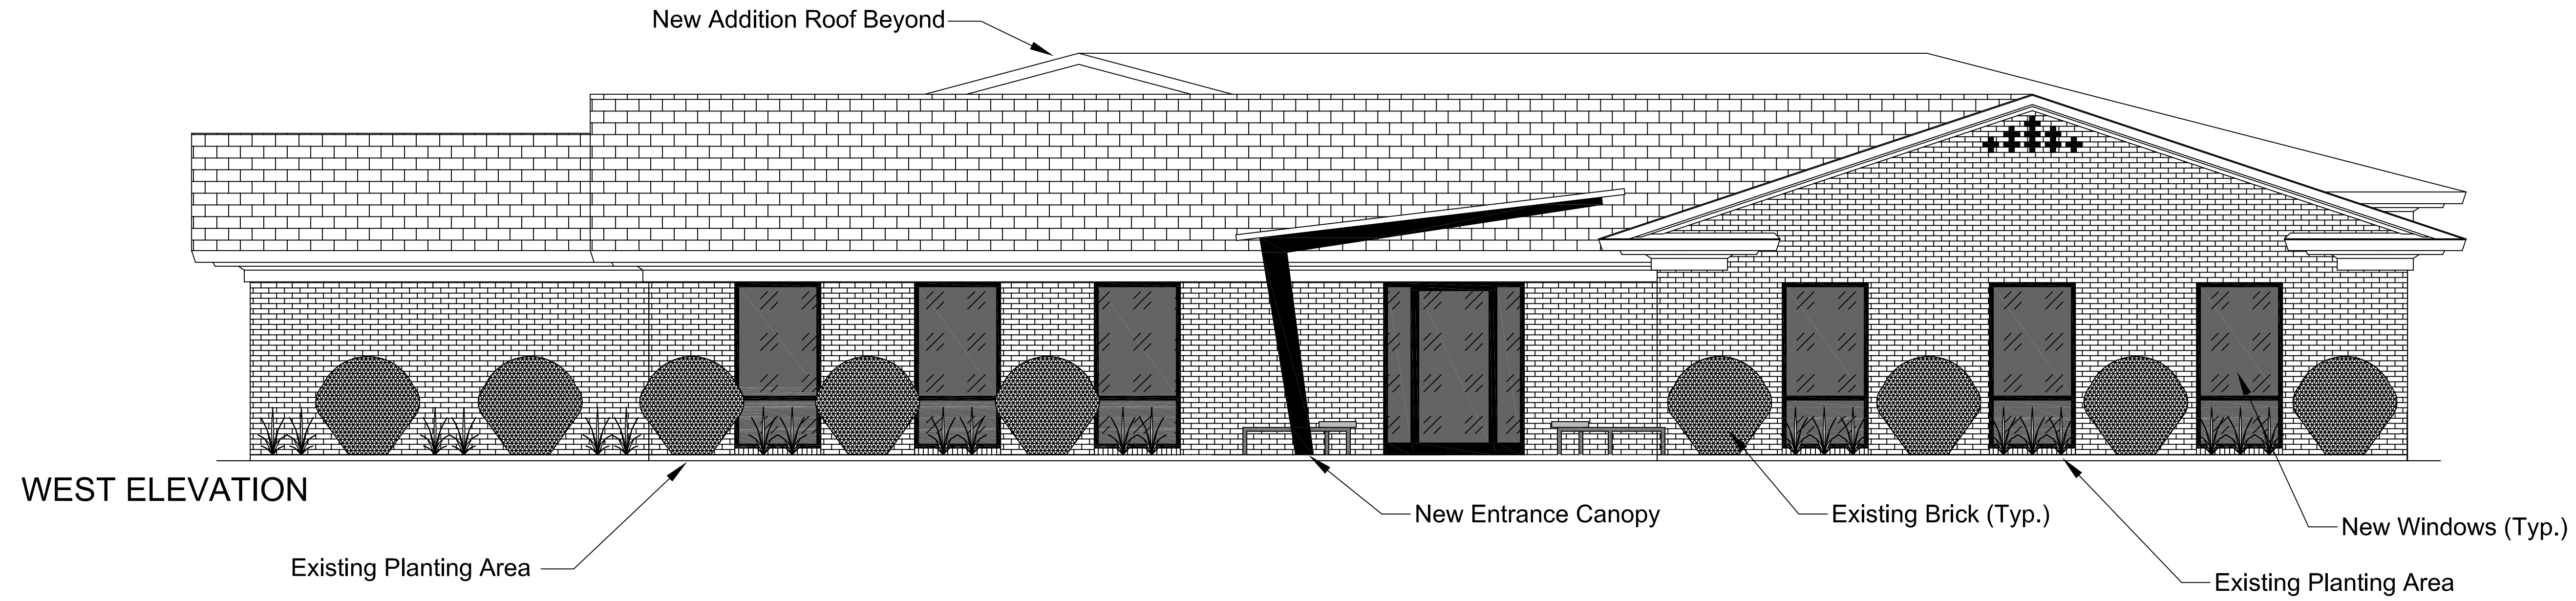 New Addition Roof Beyond
WEST ELEVATION
New Entrance Canopy
Existing Brick (Typ.)
New Windows (Typ.)
Existing Planting Area
Existing Planting Area